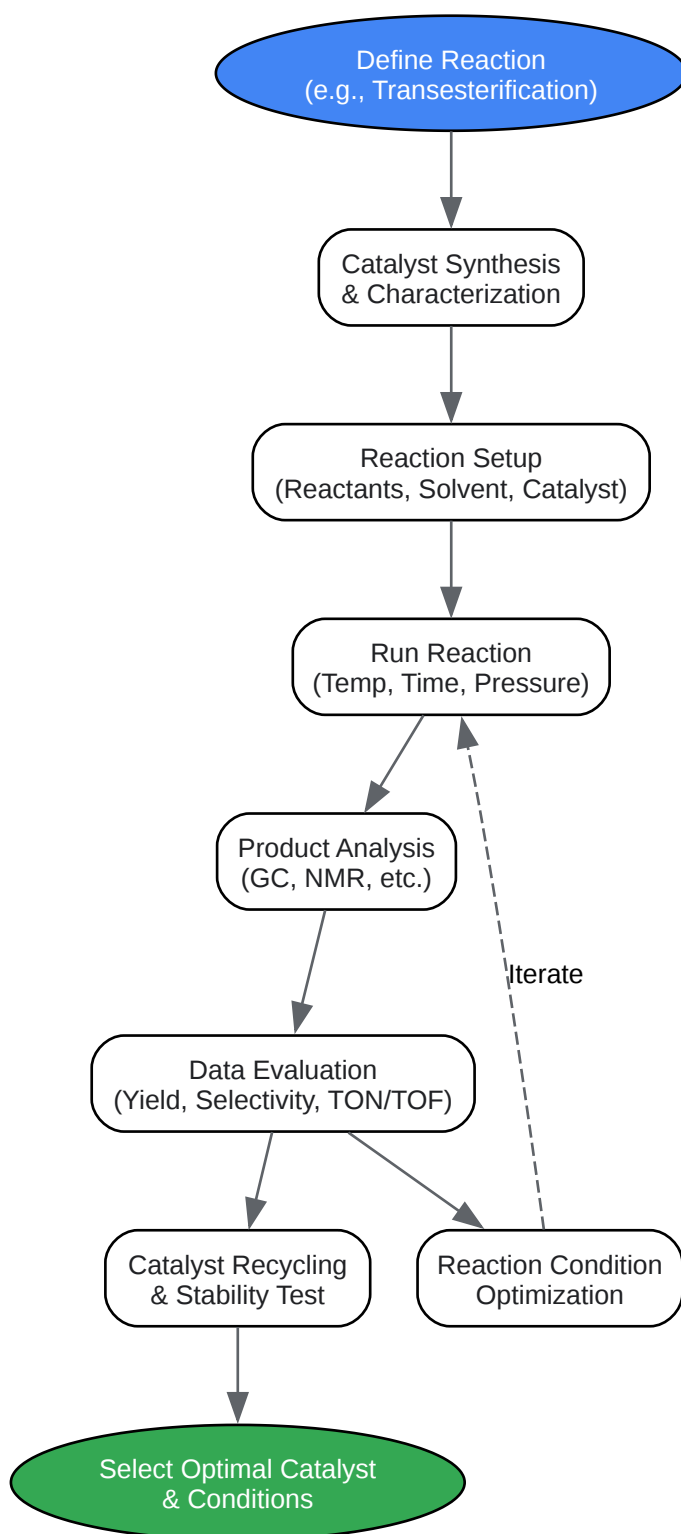 Define Reaction
(e.g., Transesterification)
Catalyst Synthesis
& Characterization
Reaction Setup
(Reactants, Solvent, Catalyst)
Run Reaction
(Temp, Time, Pressure)
Product Analysis
(GC, NMR, etc.)
Iterate
Data Evaluation
(Yield, Selectivity, TON/TOF)
Catalyst Recycling
& Stability Test
Reaction Condition
Optimization
Select Optimal Catalyst
& Conditions